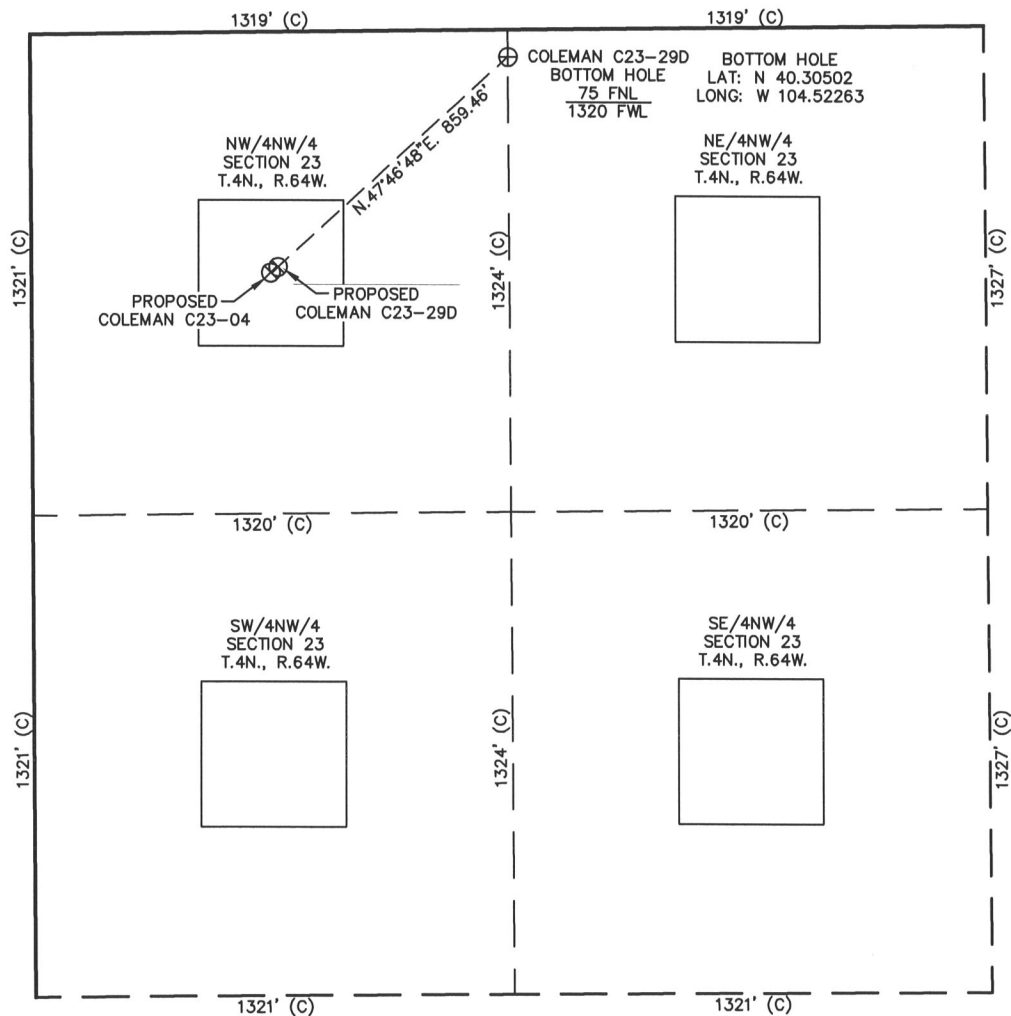 1319' (C)
1319' (C)
COLEMAN C23-29D
BOTTOM HOLE
75 FNL
1320 FWL
BOTTOM HOLE
LAT: N 40.30502
LONG: W 104.52263
NW/4NW/4
SECTION 23
T.4N., R.64W.
N.47°46'48"E. 859.46'
NE/4NW/4
SECTION 23
T.4N., R.64W.
1321' (C)
1324' (C)
1327' (C)
PROPOSED
COLEMAN C23-04
PROPOSED
COLEMAN C23-29D
1320' (C)
1320' (C)
SW/4NW/4
SECTION 23
T.4N., R.64W.
SE/4NW/4
SECTION 23
T.4N., R.64W.
1321' (C)
1324' (C)
1327' (C)
1321' (C)
1321' (C)